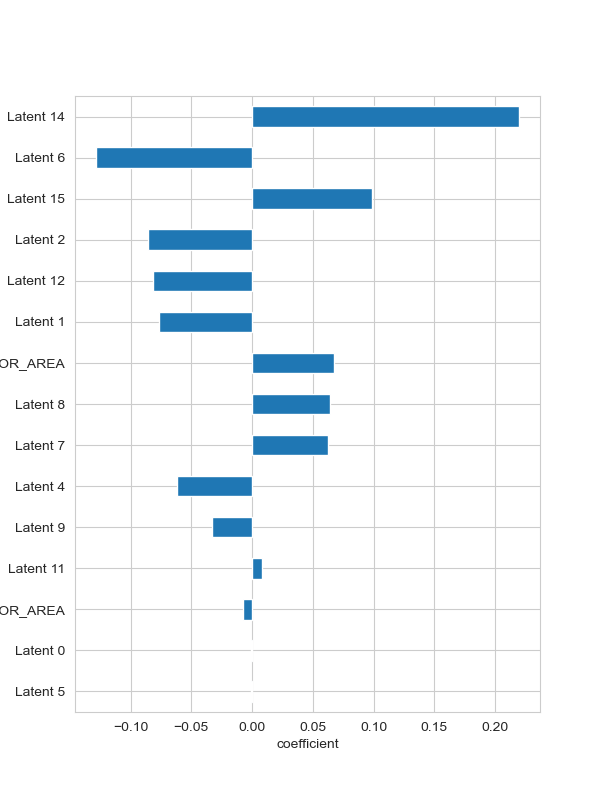 Latent 14
Latent 6
Latent 15
Latent 2
Latent 12
Latent 1
OR_AREA
Latent 8
Latent 7
Latent 4
Latent 9
Latent 11
OR_AREA
Latent 0
Latent 5
−0.10 −0.05 0.00 0.05 0.10 0.15 0.20
coefficient